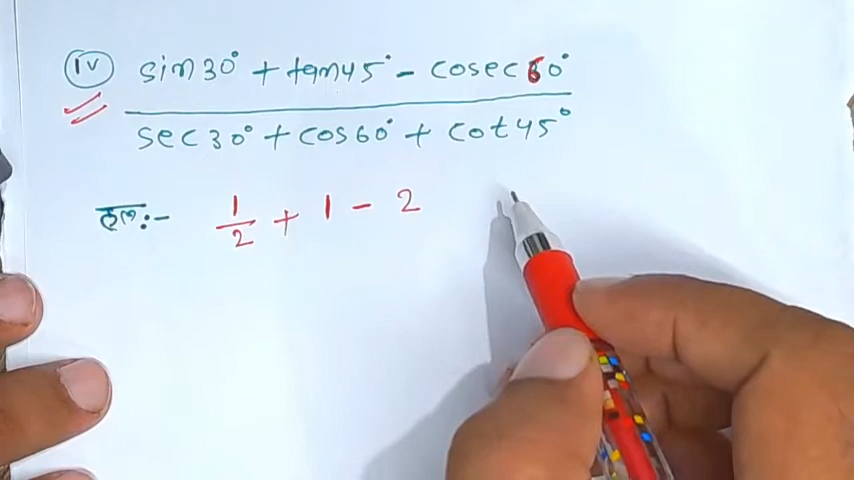 iv sin30° + tan45° - cosec60°
sec30° + cos60° + cot45°
हल:- 1/2 + 1 - 2